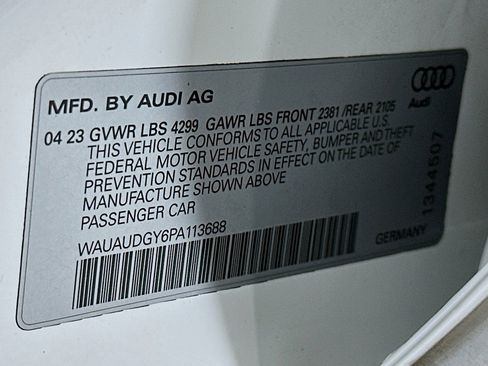 MFD. BY AUDI AG
Audi
04 23 GVWR LBS 4299 GAWR LBS FRONT 2381 /REAR 2105
THIS VEHICLE CONFORMS TO ALL APPLICABLE U.S.
FEDERAL MOTOR VEHICLE SAFETY, BUMPER AND THEFT
PREVENTION STANDARDS IN EFFECT ON THE DATE OF
MANUFACTURE SHOWN ABOVE
PASSENGER CAR
WAUAUDGY6PA113688
GERMANY
1344507